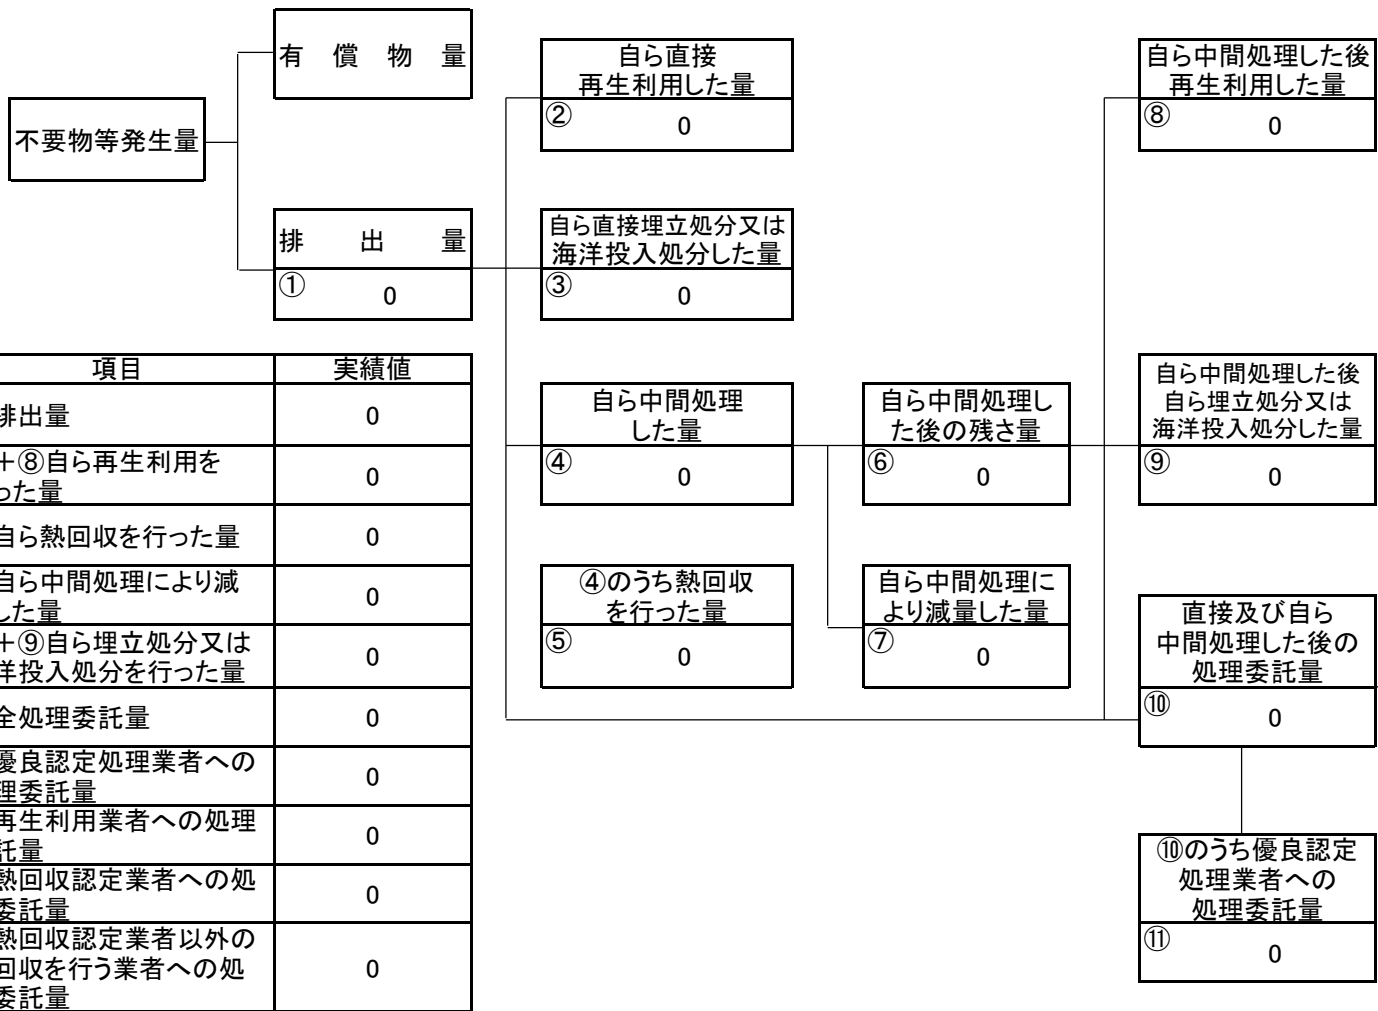 有償物量
不要物等発生量
排出量
① 0
自ら直接
再生利用した量
② 0
自ら直接埋立処分又は
海洋投入処分した量
③ 0
自ら中間処理
した量
④ 0
④のうち熱回収
を行った量
⑤ 0
自ら中間処理し
た後の残さ量
⑥ 0
自ら中間処理に
より減量した量
⑦ 0
自ら中間処理した後
再生利用した量
⑧ 0
自ら中間処理した後
自ら埋立処分又は
海洋投入処分した量
⑨ 0
直接及び自ら
中間処理した後の
処理委託量
⑩ 0
⑩のうち優良認定
処理業者への
処理委託量
⑪ 0
項目 実績値
排出量 0
+⑧自ら再生利用を
った量 0
自ら熱回収を行った量 0
自ら中間処理により減
した量 0
+⑨自ら埋立処分又は
洋投入処分を行った量 0
全処理委託量 0
優良認定処理業者への
理委託量 0
再生利用業者への処理
託量 0
熱回収認定業者への処
委託量 0
熱回収認定業者以外の
回収を行う業者への処
委託量 0